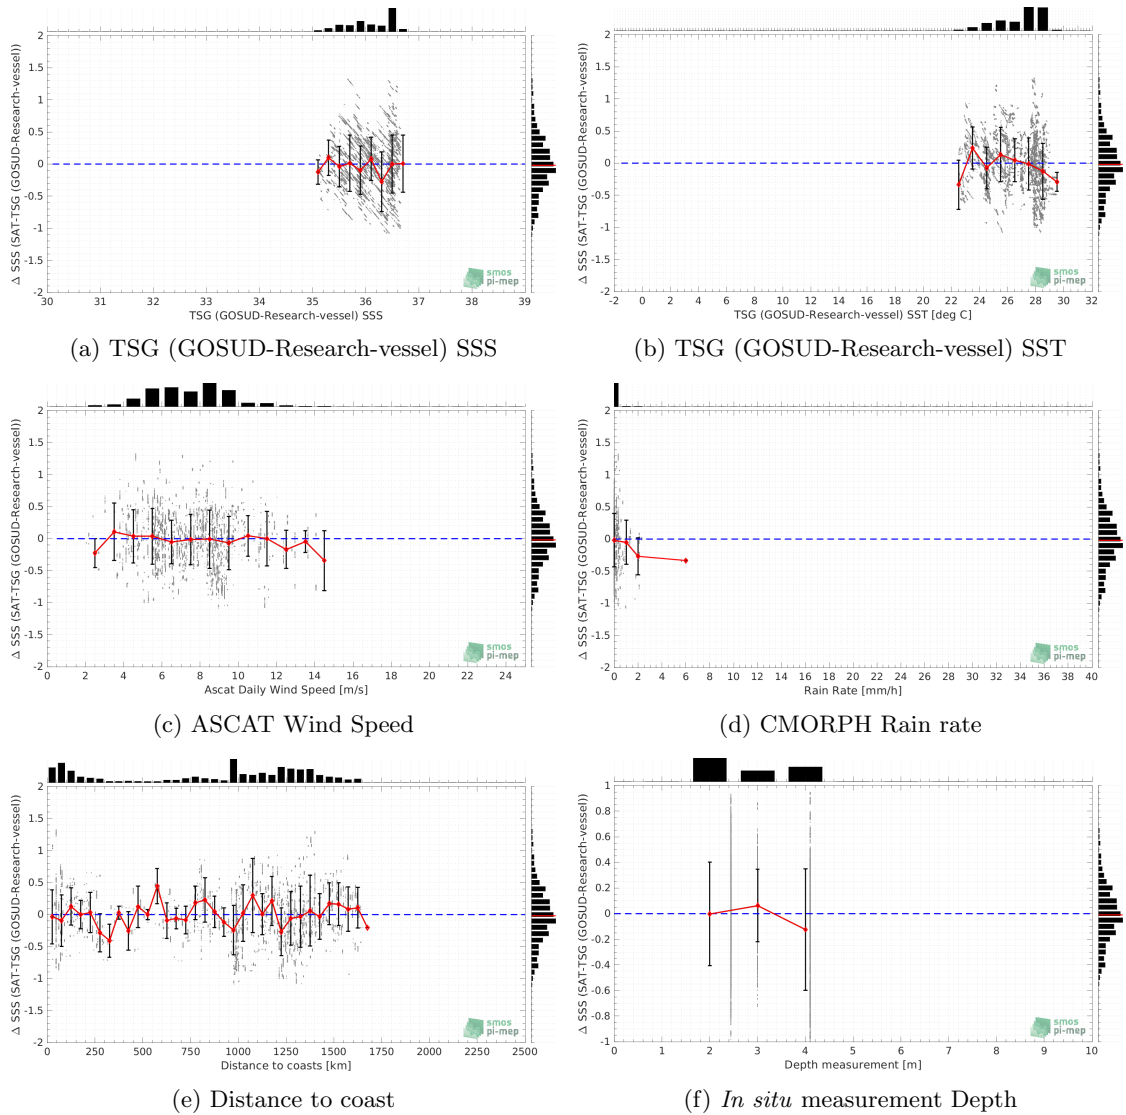 Δ SSS (SAT-TSG (GOSUD-Research-vessel))
2
1.5
1
0.5
0
-0.5
-1
-1.5
-2
30 31 32 33 34 35 36 37 38 39
TSG (GOSUD-Research-vessel) SSS
smos
pi-mep
(a) TSG (GOSUD-Research-vessel) SSS
Δ SSS (SAT-TSG (GOSUD-Research-vessel))
2
1.5
1
0.5
0
-0.5
-1
-1.5
-2
-2 0 2 4 6 8 10 12 14 16 18 20 22 24 26 28 30 32
TSG (GOSUD-Research-vessel) SST [deg C]
smos
pi-mep
(b) TSG (GOSUD-Research-vessel) SST
Δ SSS (SAT-TSG (GOSUD-Research-vessel))
2
1.5
1
0.5
0
-0.5
-1
-1.5
-2
0 2 4 6 8 10 12 14 16 18 20 22 24
Ascat Daily Wind Speed [m/s]
smos
pi-mep
(c) ASCAT Wind Speed
Δ SSS (SAT-TSG (GOSUD-Research-vessel))
2
1.5
1
0.5
0
-0.5
-1
-1.5
-2
0 2 4 6 8 10 12 14 16 18 20 22 24 26 28 30 32 34 36 38 40
Rain Rate [mm/h]
smos
pi-mep
(d) CMORPH Rain rate
Δ SSS (SAT-TSG (GOSUD-Research-vessel))
2
1.5
1
0.5
0
-0.5
-1
-1.5
-2
0 250 500 750 1000 1250 1500 1750 2000 2250 2500
Distance to coasts [km]
smos
pi-mep
(e) Distance to coast
Δ SSS (SAT-TSG (GOSUD-Research-vessel))
1
0.8
0.6
0.4
0.2
0
-0.2
-0.4
-0.6
-0.8
-1
0 1 2 3 4 5 6 7 8 9 10
Depth measurement [m]
smos
pi-mep
(f) In situ measurement Depth